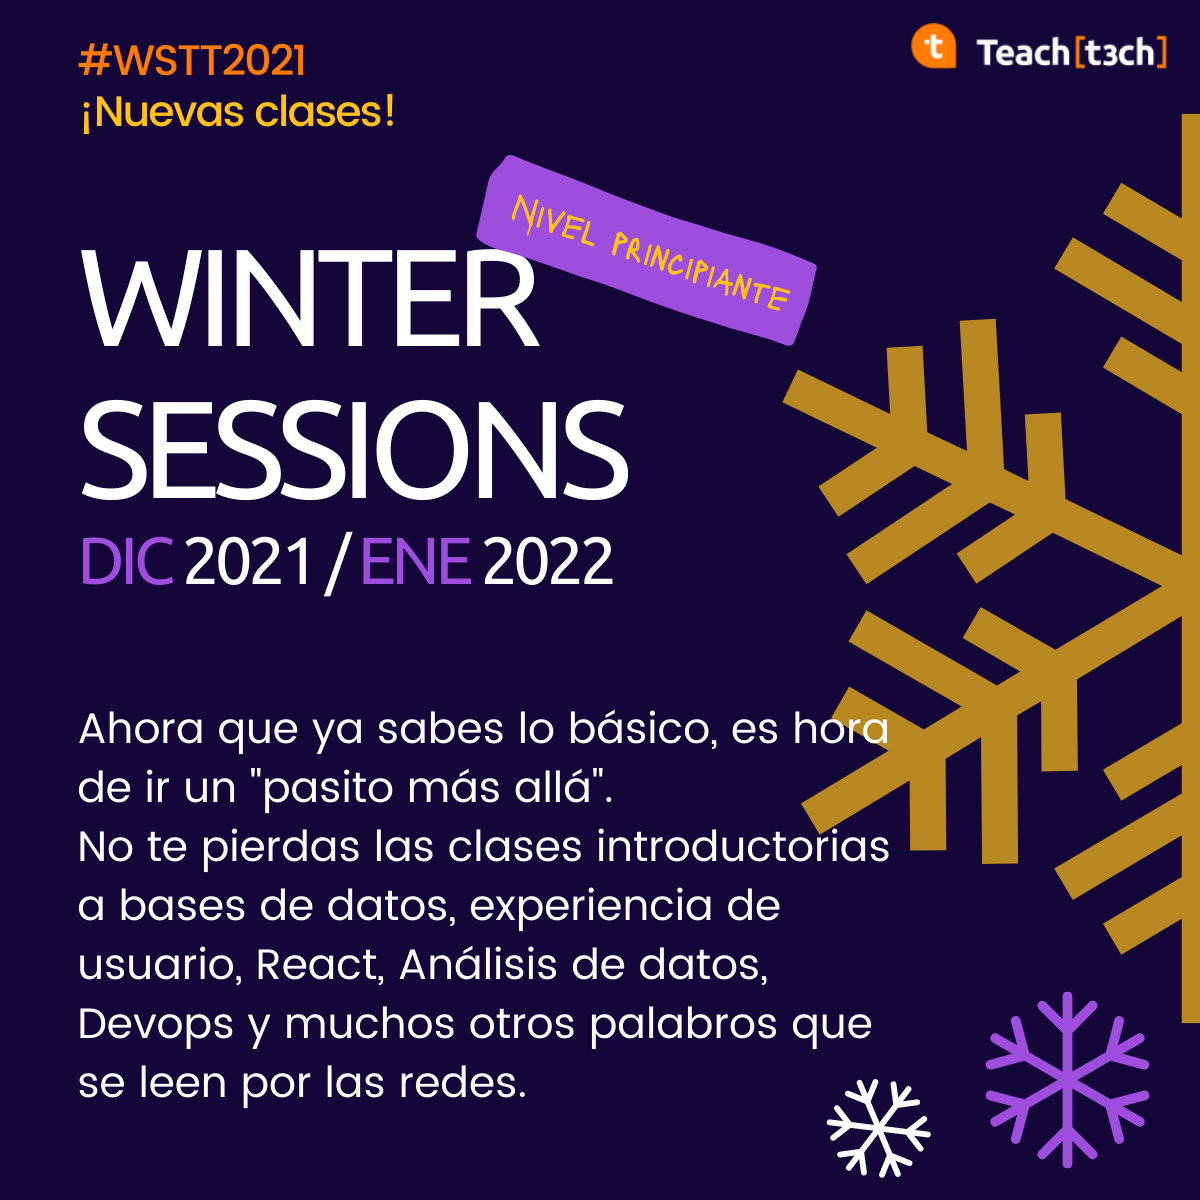 #WSTT2021
¡Nuevas clases!
t Teach[t3ch]
NIVEL PRINCIPIANTE
WINTER
SESSIONS
DIC 2021 / ENE 2022
Ahora que ya sabes lo básico, es hora
de ir un "pasito más allá".
No te pierdas las clases introductorias
a bases de datos, experiencia de
usuario, React, Análisis de datos,
Devops y muchos otros palabros que
se leen por las redes.